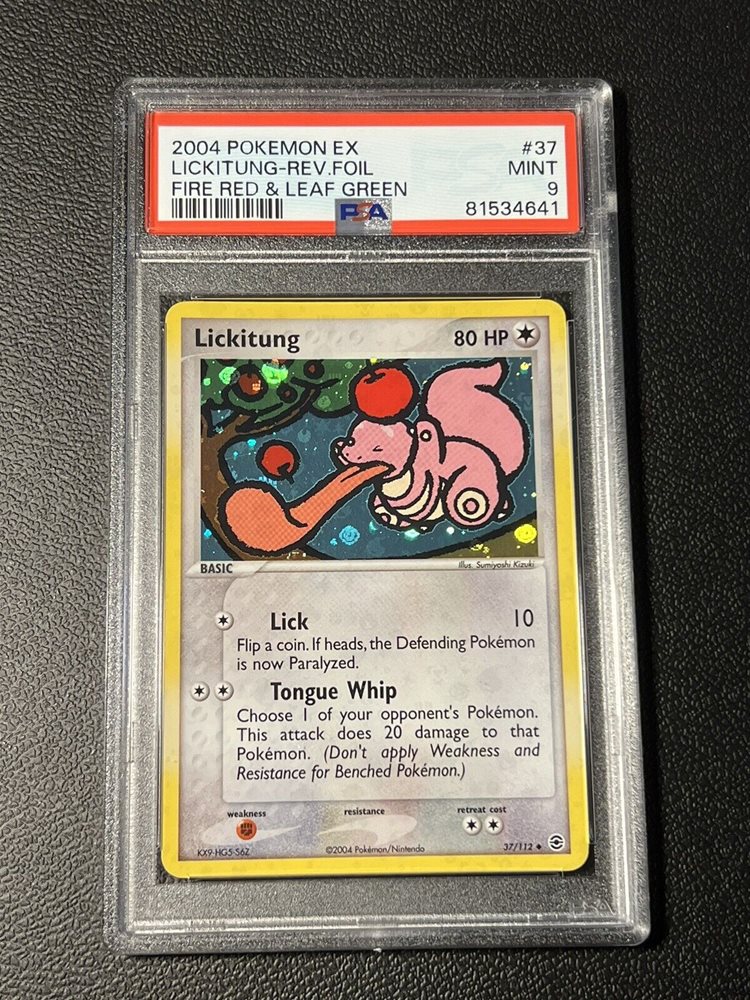 2004 POKEMON EX #37
LICKITUNG-REV.FOIL MINT
FIRE RED & LEAF GREEN 9
PSA 81534641
Lickitung 80 HP
BASIC Illus. Sumiyoshi Kizuki
Lick 10
Flip a coin. If heads, the Defending Pokémon
is now Paralyzed.
Tongue Whip
Choose 1 of your opponent's Pokémon.
This attack does 20 damage to that
Pokémon. (Don't apply Weakness and
Resistance for Benched Pokémon.)
weakness resistance retreat cost
KX9-HG5-S6Z ©2004 Pokémon/Nintendo 37/112